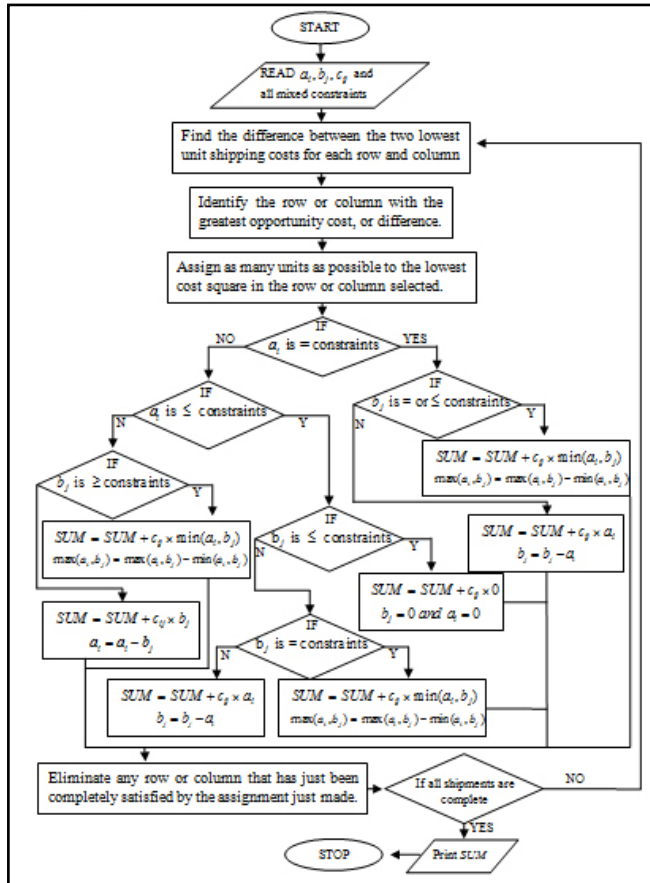 START
READ a_i, b_j, c_ij and
all mixed constraints
Find the difference between the two lowest
unit shipping costs for each row and column
Identify the row or column with the
greatest opportunity cost, or difference.
Assign as many units as possible to the lowest
cost square in the row or column selected.
IF
NO
a_i is = constraints
YES
IF
a_i is ≤ constraints
N
Y
IF
b_j is = or ≤ constraints
N
Y
SUM = SUM + c_ij × min(a_i, b_j)
max(a_i, b_j) = max(a_i, b_j) − min(a_i, b_j)
IF
b_j is ≥ constraints
Y
N
SUM = SUM + c_ij × min(a_i, b_j)
max(a_i, b_j) = max(a_i, b_j) − min(a_i, b_j)
IF
b_j is ≤ constraints
N
Y
SUM = SUM + c_ij × a_i
b_j = b_j − a_i
SUM = SUM + c_ij × 0
b_j = 0 and a_i = 0
SUM = SUM + c_ij × b_j
a_i = a_i − b_j
IF
b_j is = constraints
N
Y
SUM = SUM + c_ij × a_i
b_j = b_j − a_i
SUM = SUM + c_ij × min(a_i, b_j)
max(a_i, b_j) = max(a_i, b_j) − min(a_i, b_j)
Eliminate any row or column that has just been
completely satisfied by the assignment just made.
If all shipments are
complete
NO
YES
STOP
Print SUM